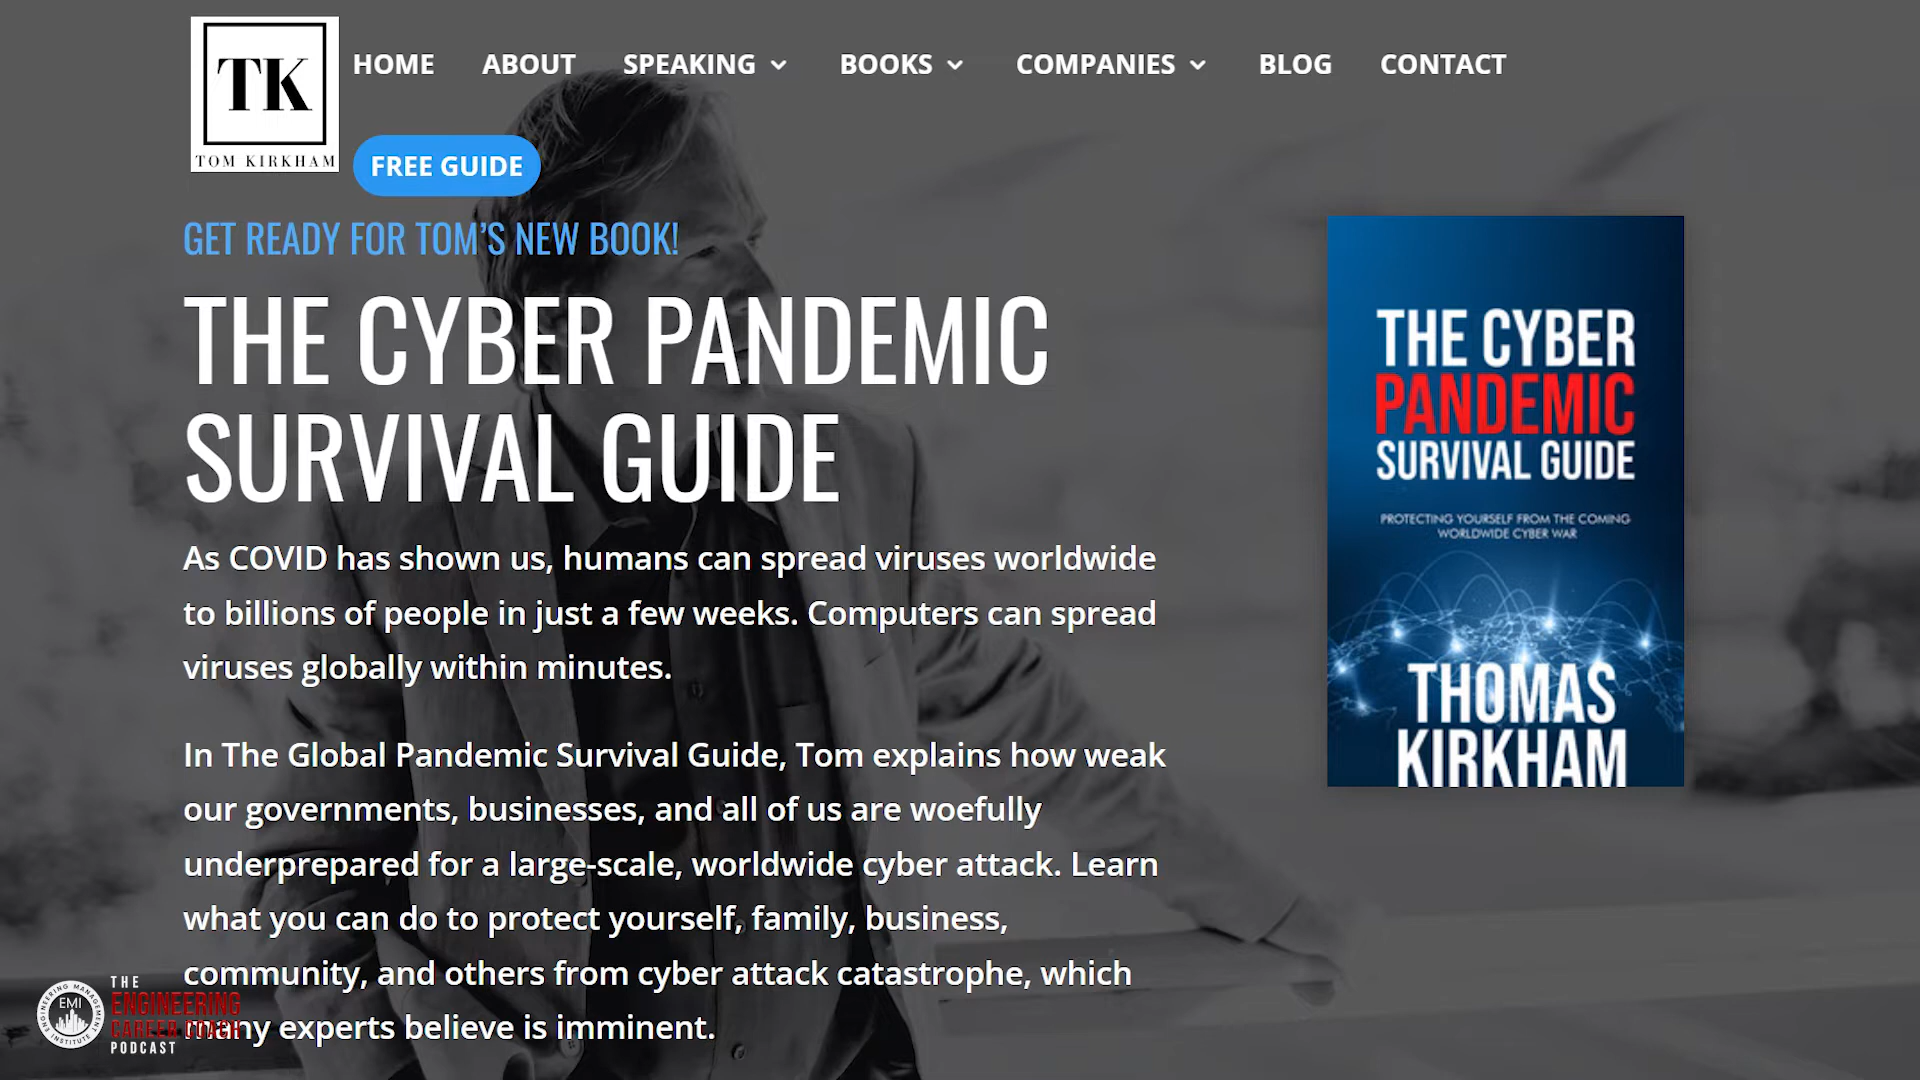 TK
TOM KIRKHAM
HOME ABOUT SPEAKING BOOKS COMPANIES BLOG CONTACT
FREE GUIDE
GET READY FOR TOM'S NEW BOOK!
THE CYBER PANDEMIC
SURVIVAL GUIDE
As COVID has shown us, humans can spread viruses worldwide
to billions of people in just a few weeks. Computers can spread
viruses globally within minutes.
In The Global Pandemic Survival Guide, Tom explains how weak
our governments, businesses, and all of us are woefully
underprepared for a large-scale, worldwide cyber attack. Learn
what you can do to protect yourself, family, business,
community, and others from cyber attack catastrophe, which
many experts believe is imminent.
THE CYBER
PANDEMIC
SURVIVAL GUIDE
PROTECTING YOURSELF FROM THE COMING
WORLDWIDE CYBER WAR
THOMAS
KIRKHAM
ENGINEERING MANAGEMENT
EMI
INSTITUTE
THE
ENGINEERING
CAREER COACH
PODCAST